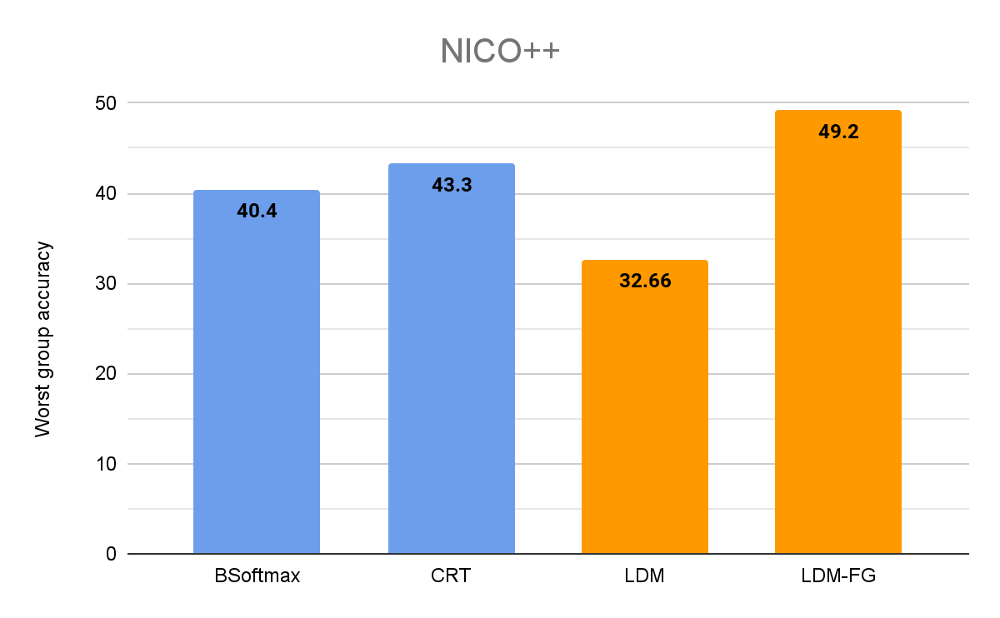 NICO++
Worst group accuracy
50
40
30
20
10
0
40.4
43.3
32.66
49.2
BSoftmax
CRT
LDM
LDM-FG